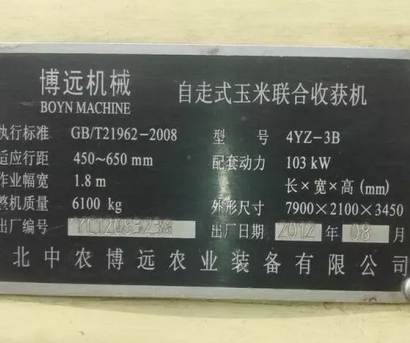 博远机械
BOYN MACHINE
自走式玉米联合收获机
执行标准 GB/T21962-2008 型号 4YZ-3B
适应行距 450~650 mm 配套动力 103 kW
作业幅宽 1.8 m 长×宽×高(mm)
整机质量 6100 kg 外形尺寸 7900×2100×3450
出厂编号 出厂日期 2012 年 08 月
北中农博远农业装备有限公司